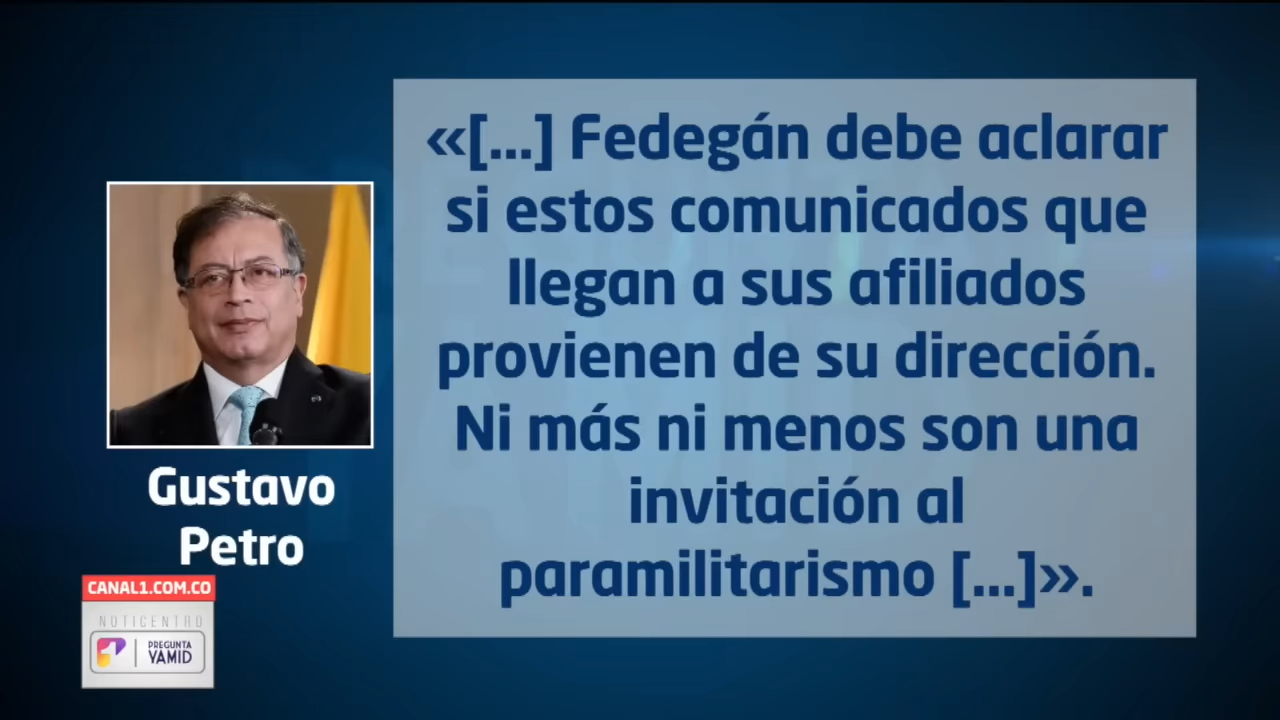 «[...] Fedegán debe aclarar
si estos comunicados que
llegan a sus afiliados
provienen de su dirección.
Ni más ni menos son una
invitación al
paramilitarismo [...]».
Gustavo
Petro
CANAL1.COM.CO
NOTICENTRO
1
PREGUNTA
YAMID